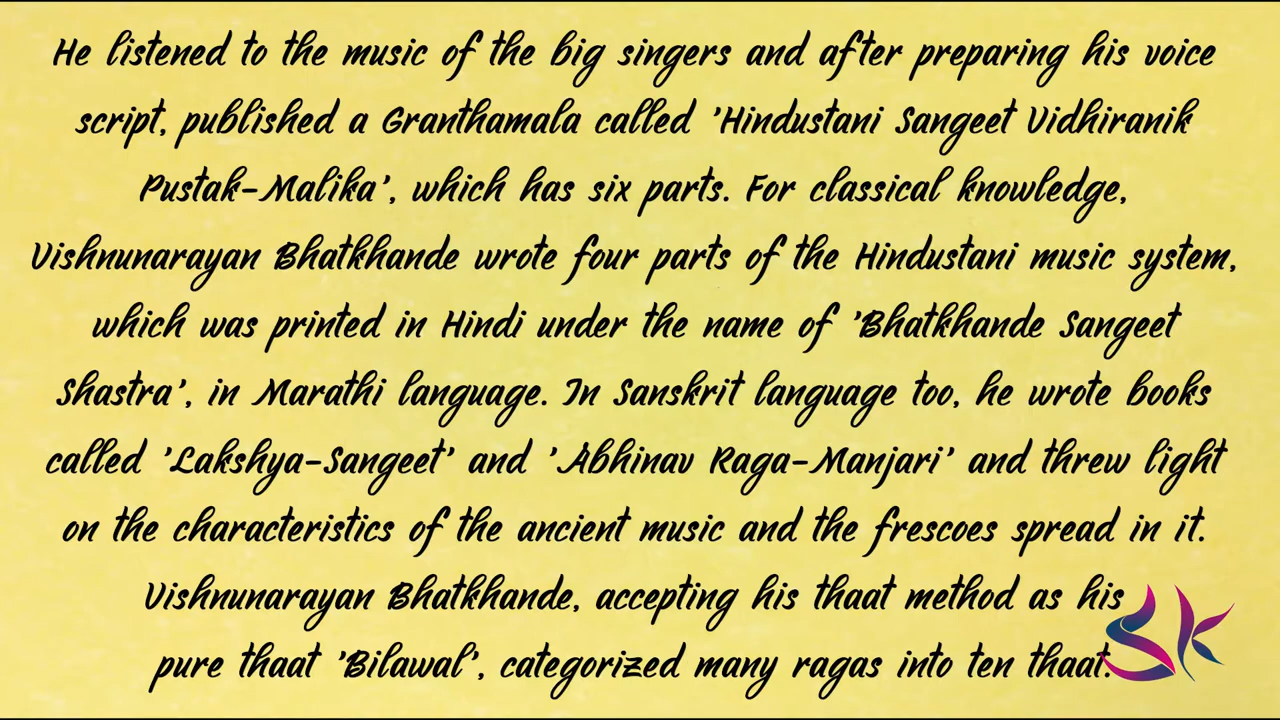 He listened to the music of the big singers and after preparing his voice
script, published a Granthamala called 'Hindustani Sangeet Vidhiranik
Pustak-Malika', which has six parts. For classical knowledge,
Vishnunarayan Bhatkhande wrote four parts of the Hindustani music system,
which was printed in Hindi under the name of 'Bhatkhande Sangeet
Shastra', in Marathi language. In Sanskrit language too, he wrote books
called 'Lakshya-Sangeet' and 'Abhinav Raga-Manjari' and threw light
on the characteristics of the ancient music and the frescoes spread in it.
Vishnunarayan Bhatkhande, accepting his thaat method as his
pure thaat 'Bilawal', categorized many ragas into ten thaat.
SK